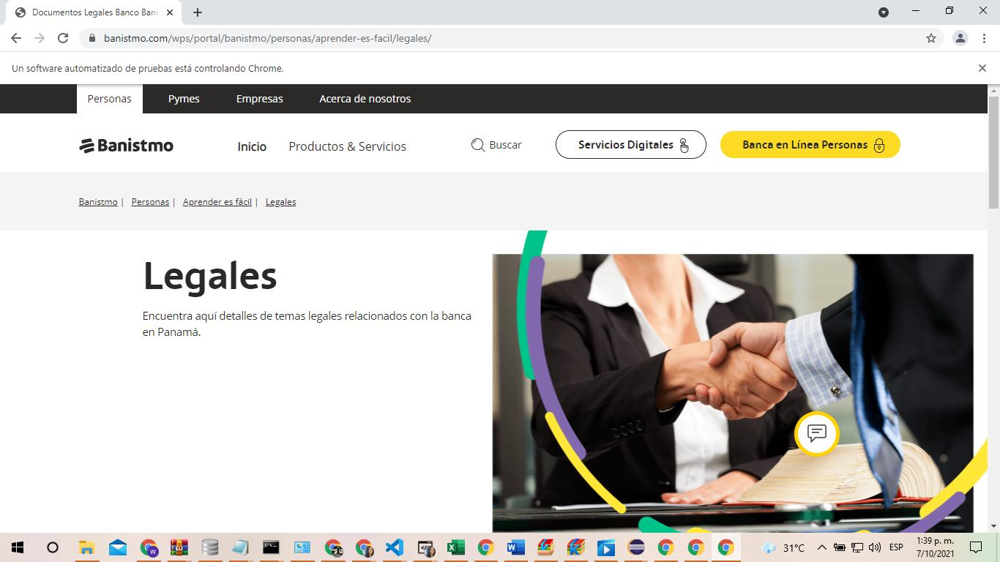 Documentos Legales Banco Banis
banistmo.com/wps/portal/banistmo/personas/aprender-es-facil/legales/
Un software automatizado de pruebas está controlando Chrome.
Personas Pymes Empresas Acerca de nosotros
Banistmo Inicio Productos & Servicios Buscar Servicios Digitales Banca en Línea Personas
Banistmo | Personas | Aprender es fácil | Legales
Legales
Encuentra aquí detalles de temas legales relacionados con la banca
en Panamá.
31°C ESP 1:39 p. m.
7/10/2021